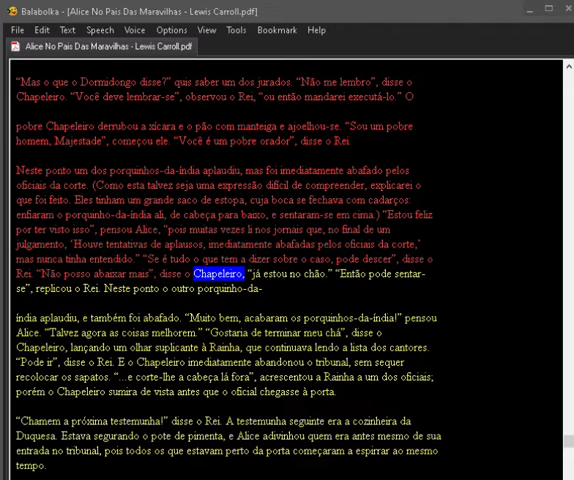 Balabolka - [Alice No Pais Das Maravilhas - Lewis Carroll.pdf]
File Edit Text Speech Voice Options View Tools Bookmark Help
Alice No Pais Das Maravilhas - Lewis Carroll.pdf
“Mas o que o Dormidongo disse?” quis saber um dos jurados. “Não me lembro”, disse o
Chapeleiro. “Você deve lembrar-se”, observou o Rei, “ou então mandarei executá-lo.” O
pobre Chapeleiro derrubou a xícara e o pão com manteiga e ajoelhou-se. “Sou um pobre
homem, Majestade”, começou ele. “Você é um pobre orador”, disse o Rei.
Neste ponto um dos porquinhos-da-índia aplaudiu, mas foi imediatamente abafado pelos
oficiais da corte. (Como esta talvez seja uma expressão difícil de compreender, explicarei o
que foi feito. Eles tinham um grande saco de estopa, cuja boca se fechava com cadarços:
enfiaram o porquinho-da-índia ali, de cabeça para baixo, e sentaram-se em cima.) “Estou feliz
por ter visto isso”, pensou Alice, “pois muitas vezes li nos jornais que, no final de um
julgamento, ‘Houve tentativas de aplausos, imediatamente abafadas pelos oficiais da corte,’
mas nunca tinha entendido.” “Se é tudo o que tem a dizer sobre o caso, pode descer”, disse o
Rei. “Não posso abaixar mais”, disse o Chapeleiro, “já estou no chão.” “Então pode sentar-
se”, replicou o Rei. Neste ponto o outro porquinho-da-
índia aplaudiu, e também foi abafado. “Muito bem, acabaram os porquinhos-da-índia!” pensou
Alice. “Talvez agora as coisas melhorem.” “Gostaria de terminar meu chá”, disse o
Chapeleiro, lançando um olhar suplicante à Rainha, que continuava lendo a lista dos cantores.
“Pode ir”, disse o Rei. E o Chapeleiro imediatamente abandonou o tribunal, sem sequer
recolocar os sapatos. “...e corte-lhe a cabeça lá fora”, acrescentou a Rainha a um dos oficiais;
porém o Chapeleiro sumira de vista antes que o oficial chegasse à porta.
“Chamem a próxima testemunha!” disse o Rei. A testemunha seguinte era a cozinheira da
Duquesa. Estava segurando o pote de pimenta, e Alice adivinhou quem era antes mesmo de sua
entrada no tribunal, pois todos os que estavam perto da porta começaram a espirrar ao mesmo
tempo.